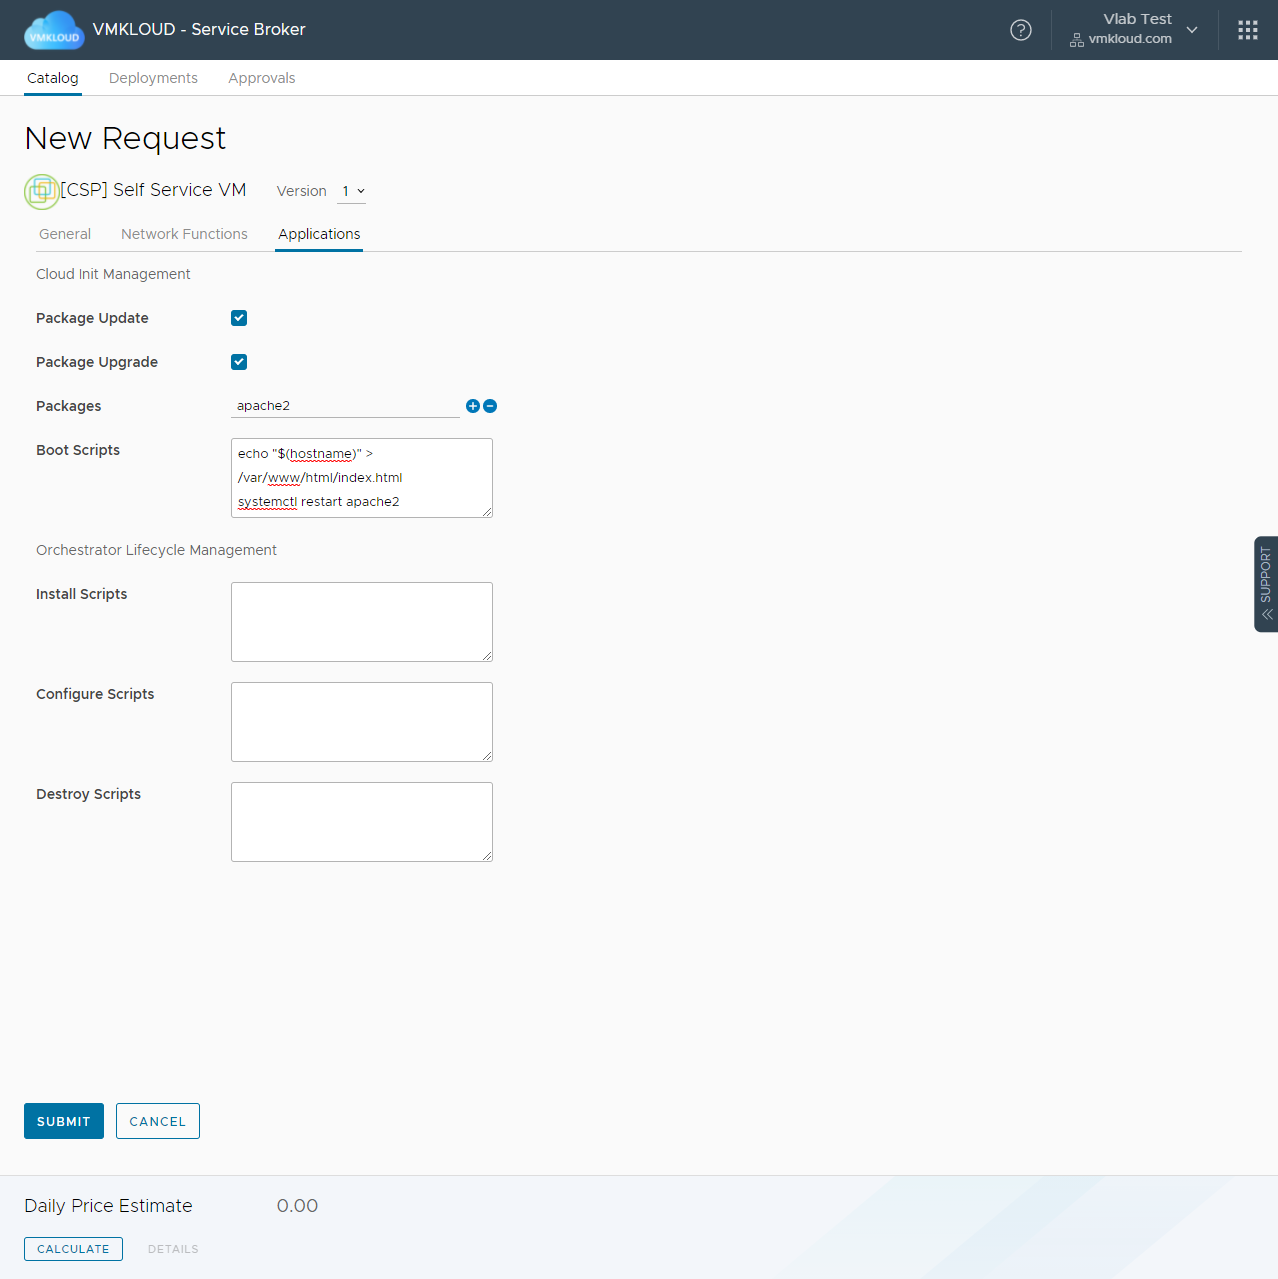 VMKLOUD
VMKLOUD - Service Broker
?
Vlab Test
vmkloud.com
Catalog
Deployments
Approvals
New Request
[CSP] Self Service VM
Version
1
General
Network Functions
Applications
Cloud Init Management
Package Update
Package Upgrade
Packages
apache2
Boot Scripts
echo "$(hostname)" >
/var/www/html/index.html
systemctl restart apache2
Orchestrator Lifecycle Management
SUPPORT
Install Scripts
Configure Scripts
Destroy Scripts
SUBMIT
CANCEL
Daily Price Estimate
0.00
CALCULATE
DETAILS